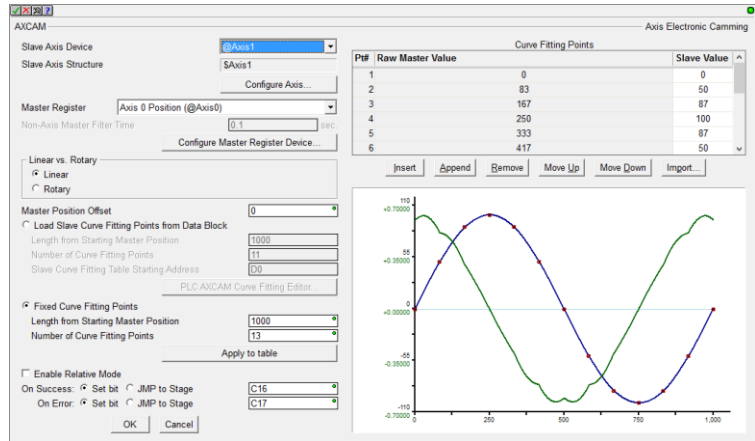 AXCAM
Axis Electronic Camming
Slave Axis Device @Axis1
Slave Axis Structure $Axis1
Configure Axis...
Master Register Axis 0 Position (@Axis0)
Non-Axis Master Filter Time 0.1 sec.
Configure Master Register Device...
Linear vs. Rotary
Linear
Rotary
Master Position Offset 0
Load Slave Curve Fitting Points from Data Block
Length from Starting Master Position 1000
Number of Curve Fitting Points 11
Slave Curve Fitting Table Starting Address D0
PLC AXCAM Curve Fitting Editor...
Fixed Curve Fitting Points
Length from Starting Master Position 1000
Number of Curve Fitting Points 13
Apply to table
Enable Relative Mode
On Success: Set bit JMP to Stage C16
On Error: Set bit JMP to Stage C17
OK Cancel
Curve Fitting Points
Pt# Raw Master Value Slave Value
1 0 0
2 83 50
3 167 87
4 250 100
5 333 87
6 417 50
Insert Append Remove Move Up Move Down Import...
110
+0.70000
55
+0.35000
0
+0.00000
-55
-0.35000
-110
-0.70000
0 250 500 750 1,000